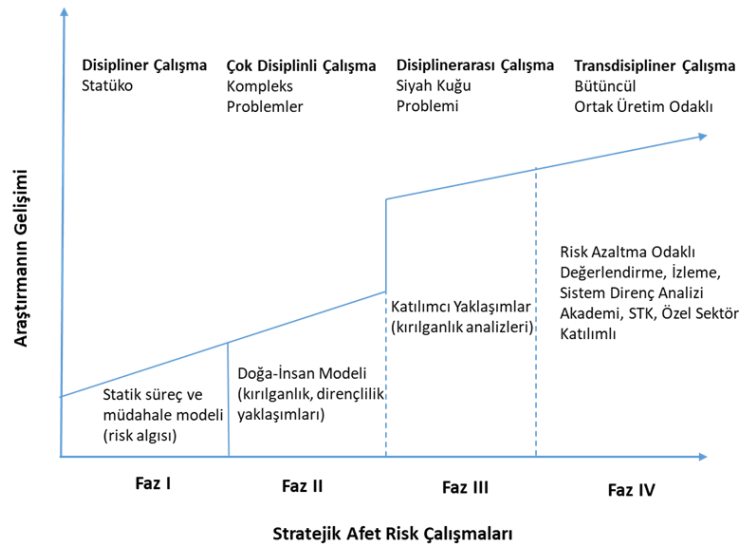 Disipliner Çalışma
Statüko
Çok Disiplinli Çalışma
Kompleks
Problemler
Disiplinerarası Çalışma
Siyah Kuğu
Problemi
Transdisipliner Çalışma
Bütüncül
Ortak Üretim Odaklı
Araştırmanın Gelişimi
Statik süreç ve
müdahale modeli
(risk algısı)
Doğa-İnsan Modeli
(kırılganlık, dirençlilik
yaklaşımları)
Katılımcı Yaklaşımlar
(kırılganlık analizleri)
Risk Azaltma Odaklı
Değerlendirme, İzleme,
Sistem Direnç Analizi
Akademi, STK, Özel Sektör
Katılımlı
Faz I
Faz II
Faz III
Faz IV
Stratejik Afet Risk Çalışmaları